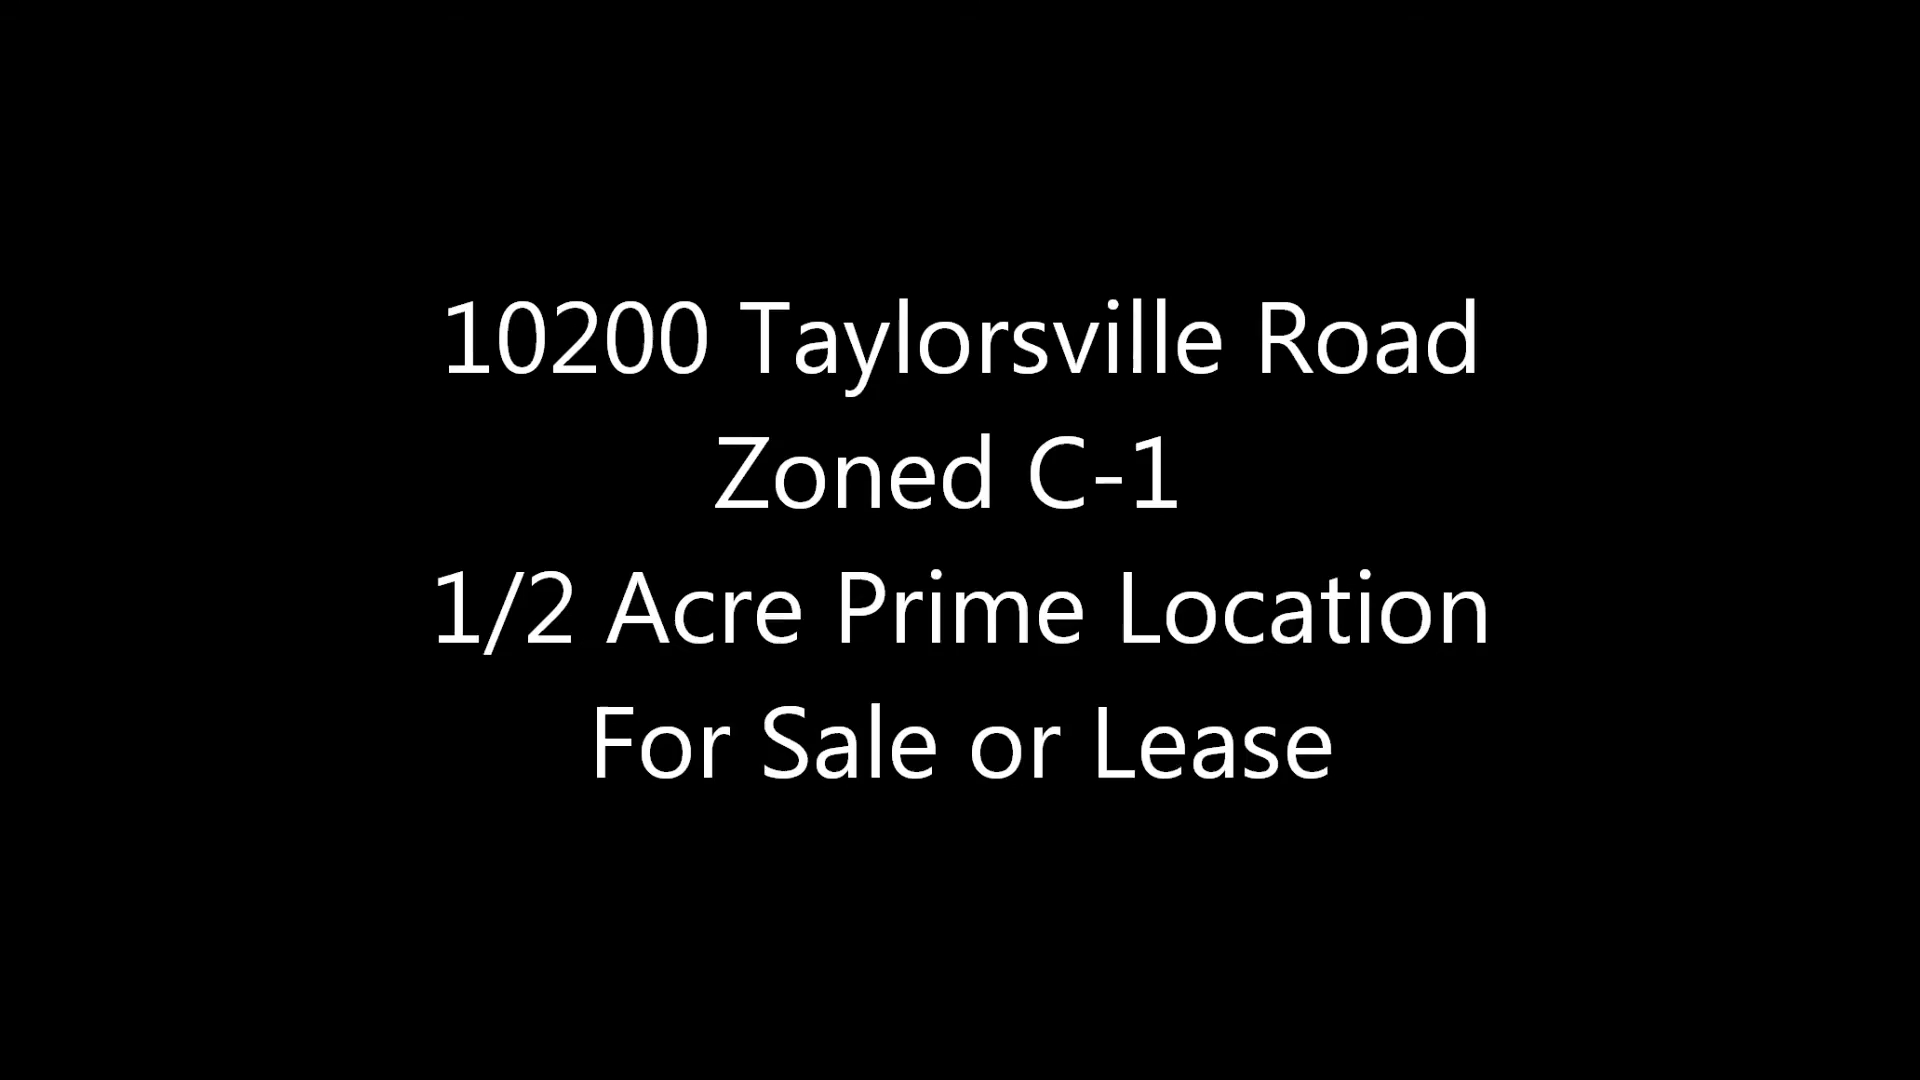 10200 Taylorsville Road
Zoned C-1
1/2 Acre Prime Location
For Sale or Lease